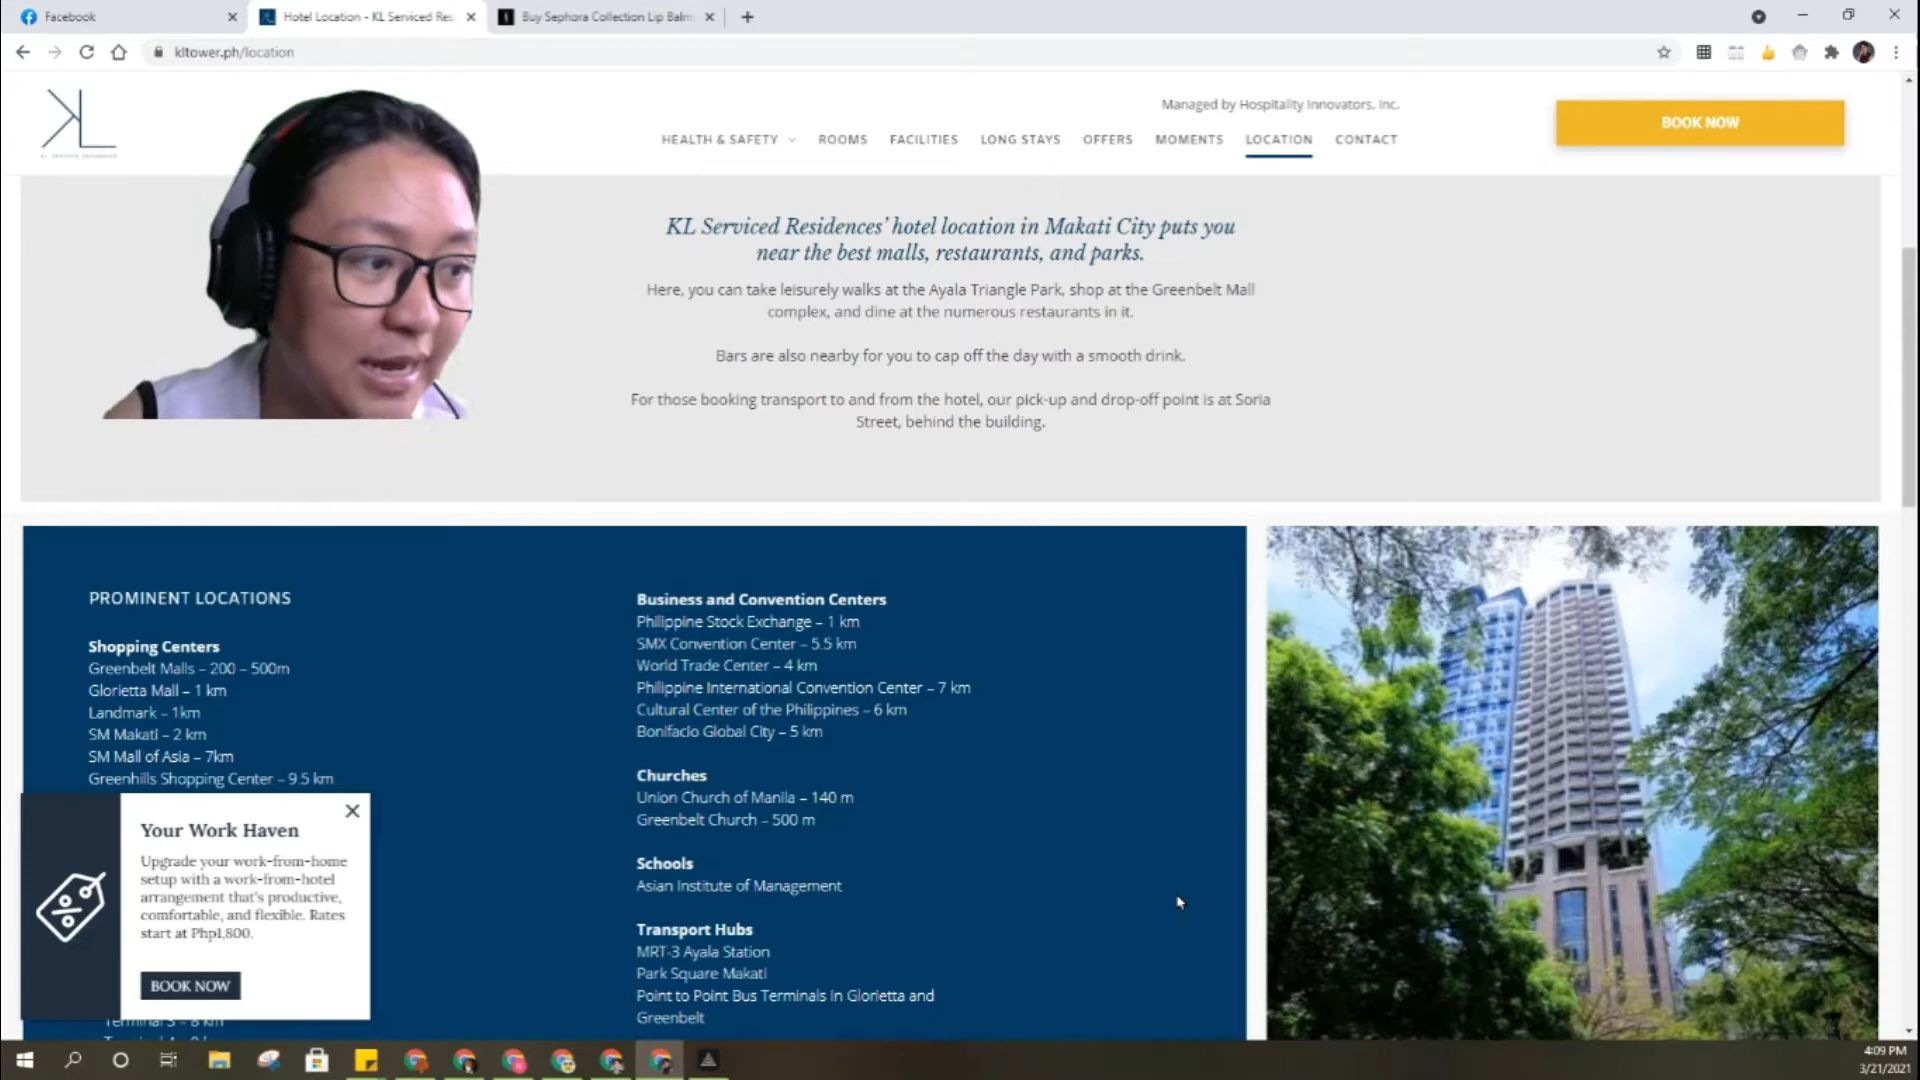 Facebook
Hotel Location - KL Serviced Res
Buy Sephora Collection Lip Balm
kltower.ph/location
Managed by Hospitality Innovators, Inc.
HEALTH & SAFETY
ROOMS
FACILITIES
LONG STAYS
OFFERS
MOMENTS
LOCATION
CONTACT
BOOK NOW
KL
KL Serviced Residences' hotel location in Makati City puts you
near the best malls, restaurants, and parks.
Here, you can take leisurely walks at the Ayala Triangle Park, shop at the Greenbelt Mall
complex, and dine at the numerous restaurants in it.
Bars are also nearby for you to cap off the day with a smooth drink.
For those booking transport to and from the hotel, our pick-up and drop-off point is at Soria
Street, behind the building.
PROMINENT LOCATIONS
Shopping Centers
Greenbelt Malls – 200 – 500m
Glorietta Mall – 1 km
Landmark – 1km
SM Makati – 2 km
SM Mall of Asia – 7km
Greenhills Shopping Center – 9.5 km
Business and Convention Centers
Philippine Stock Exchange – 1 km
SMX Convention Center – 5.5 km
World Trade Center – 4 km
Philippine International Convention Center – 7 km
Cultural Center of the Philippines – 6 km
Bonifacio Global City – 5 km
Churches
Union Church of Manila – 140 m
Greenbelt Church – 500 m
Schools
Asian Institute of Management
Transport Hubs
MRT-3 Ayala Station
Park Square Makati
Point to Point Bus Terminals in Glorietta and
Greenbelt
Your Work Haven
Upgrade your work-from-home
setup with a work-from-hotel
arrangement that's productive,
comfortable, and flexible. Rates
start at Php1,800.
BOOK NOW
Terminal 3 – 8 km
4:09 PM
3/21/2021